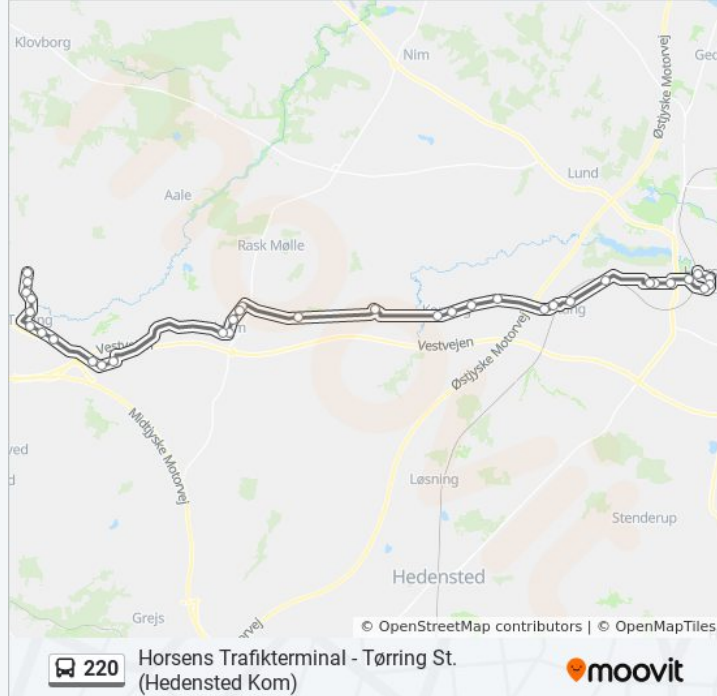 Klovborg
Nim
Østjyske Motorvej
Lund
Aale
Rask Mølle
Vestvejen
Østjyske Motorvej
Midtjyske Motorvej
Løsning
Stenderup
Hedensted
Grejs
© OpenStreetMap contributors | © OpenMapTiles
220
Horsens Trafikterminal - Tørring St.
(Hedensted Kom)
moovit